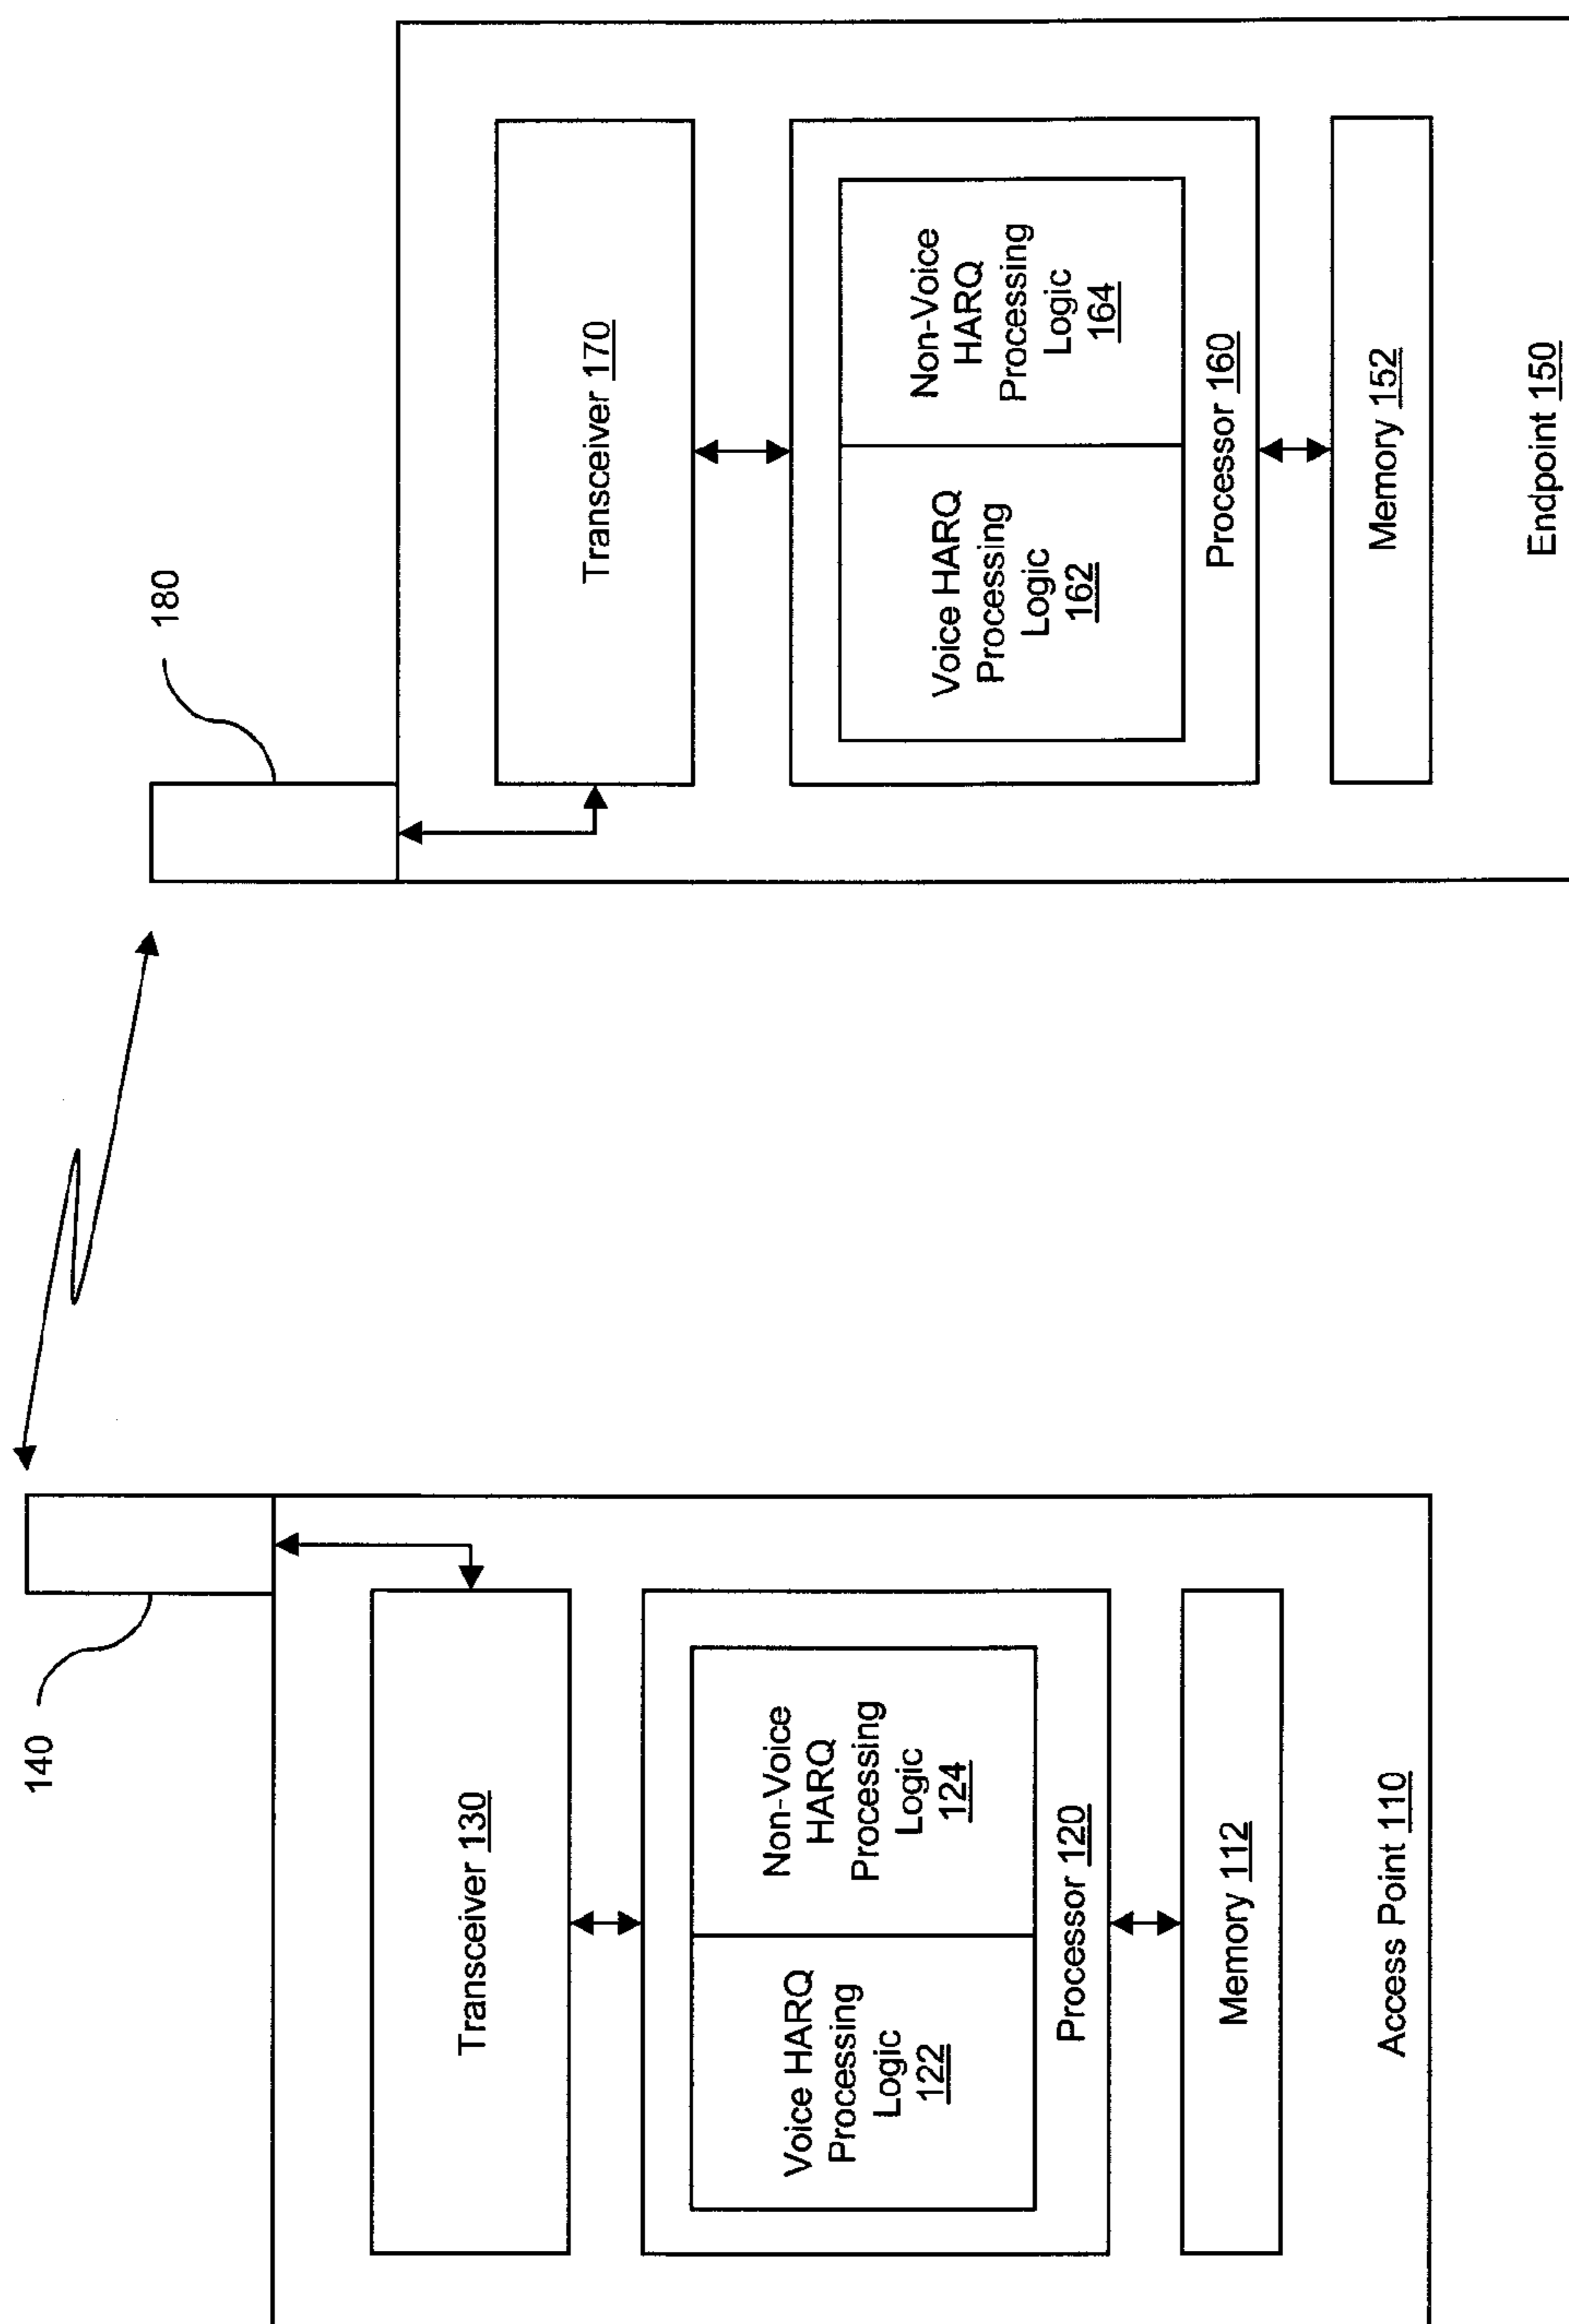 140
Transceiver 130
Voice HARQ
Processing
Logic
122
Non-Voice
HARQ
Processing
Logic
124
Processor 120
Memory 112
Access Point 110
180
Transceiver 170
Voice HARQ
Processing
Logic
162
Non-Voice
HARQ
Processing
Logic
164
Processor 160
Memory 152
Endpoint 150